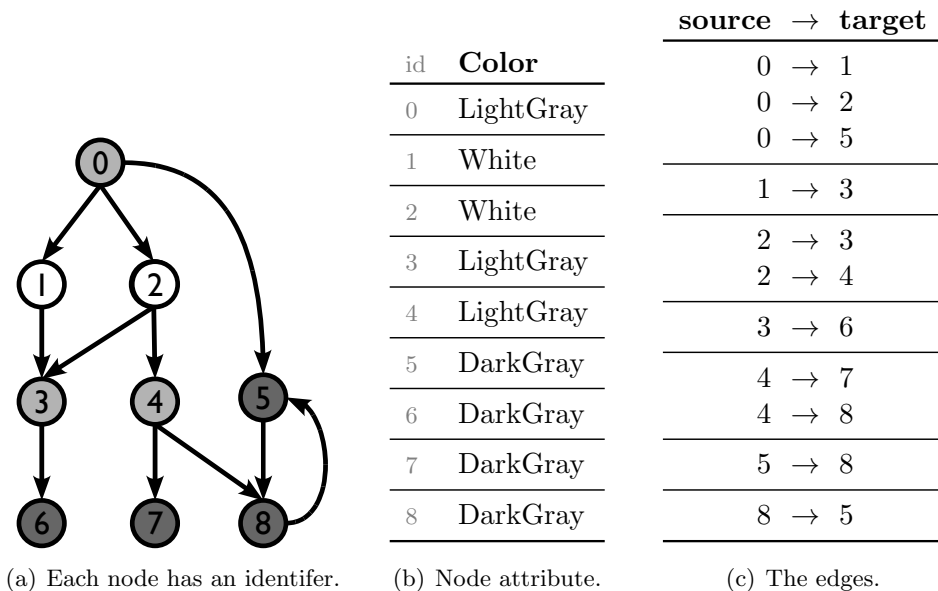 0
1 2
3 4 5
6 7 8
(a) Each node has an identifer.
id Color
0 LightGray
1 White
2 White
3 LightGray
4 LightGray
5 DarkGray
6 DarkGray
7 DarkGray
8 DarkGray
(b) Node attribute.
source → target
0 → 1
0 → 2
0 → 5
1 → 3
2 → 3
2 → 4
3 → 6
4 → 7
4 → 8
5 → 8
8 → 5
(c) The edges.